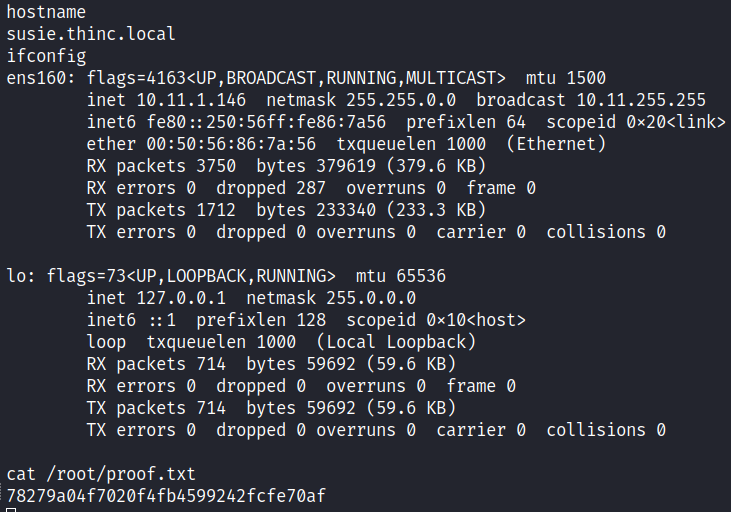 hostname
susie.thinc.local
ifconfig
ens160: flags=4163<UP,BROADCAST,RUNNING,MULTICAST>  mtu 1500
        inet 10.11.1.146  netmask 255.255.0.0  broadcast 10.11.255.255
        inet6 fe80::250:56ff:fe86:7a56  prefixlen 64  scopeid 0×20<link>
        ether 00:50:56:86:7a:56  txqueuelen 1000  (Ethernet)
        RX packets 3750  bytes 379619 (379.6 KB)
        RX errors 0  dropped 287  overruns 0  frame 0
        TX packets 1712  bytes 233340 (233.3 KB)
        TX errors 0  dropped 0 overruns 0  carrier 0  collisions 0

lo: flags=73<UP,LOOPBACK,RUNNING>  mtu 65536
        inet 127.0.0.1  netmask 255.0.0.0
        inet6 ::1  prefixlen 128  scopeid 0×10<host>
        loop  txqueuelen 1000  (Local Loopback)
        RX packets 714  bytes 59692 (59.6 KB)
        RX errors 0  dropped 0  overruns 0  frame 0
        TX packets 714  bytes 59692 (59.6 KB)
        TX errors 0  dropped 0 overruns 0  carrier 0  collisions 0

cat /root/proof.txt
78279a04f7020f4fb4599242fcfe70af